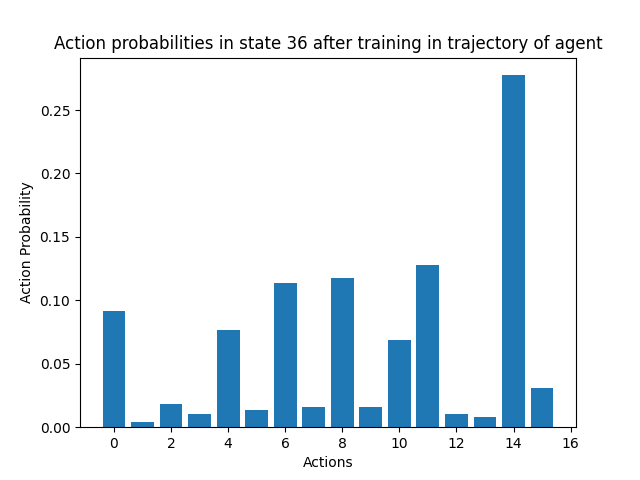 Action probabilities in state 36 after training in trajectory of agent
0.25
0.20
0.15
0.10
0.05
0.00
Action Probability
0 2 4 6 8 10 12 14 16
Actions